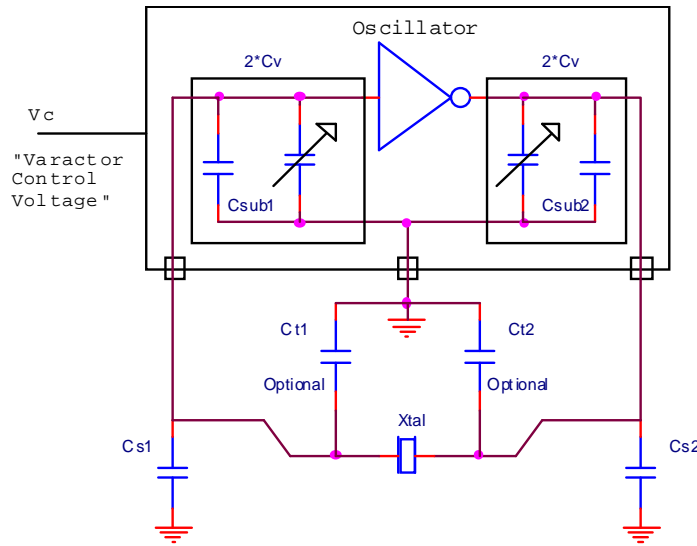 Oscillator
2*Cv
2*Cv
Vc
"Varactor
Control
Voltage"
Csub1
Csub2
Ct1
Ct2
Optional
Optional
Xtal
Cs1
Cs2